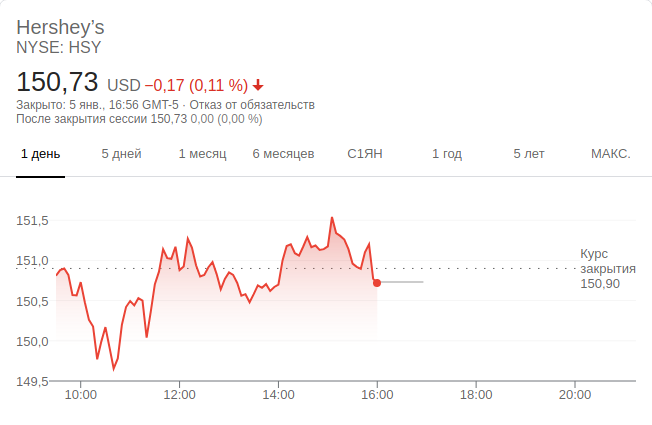 Hershey’s
NYSE: HSY
150,73 USD −0,17 (0,11 %)
Закрыто: 5 янв., 16:56 GMT-5 · Отказ от обязательств
После закрытия сессии 150,73 0,00 (0,00 %)
1 день 5 дней 1 месяц 6 месяцев С1ЯН 1 год 5 лет МАКС.
151,5
151,0
150,5
150,0
149,5
Курс
закрытия
150,90
10:00 12:00 14:00 16:00 18:00 20:00